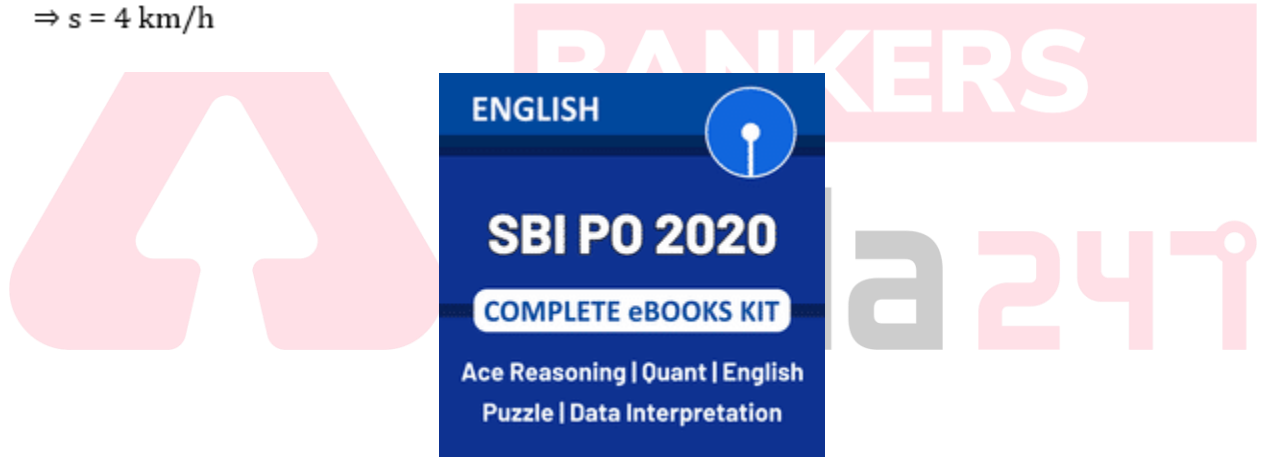 ⇒ s = 4 km/h
BANKERS
ENGLISH
SBI PO 2020
a 247
COMPLETE eBOOKS KIT
Ace Reasoning | Quant | English
Puzzle | Data Interpretation